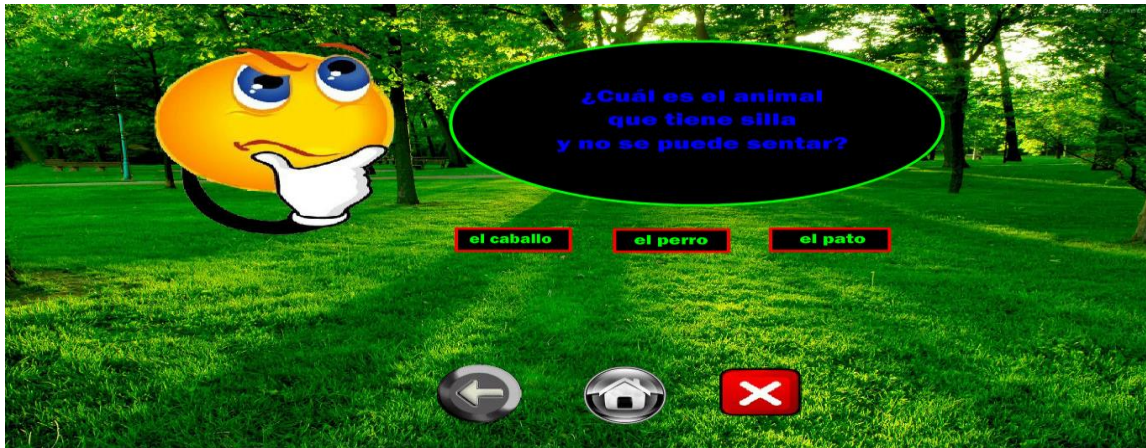 ¿Cuál es el animal
que tiene silla
y no se puede sentar?
el caballo
el perro
el pato